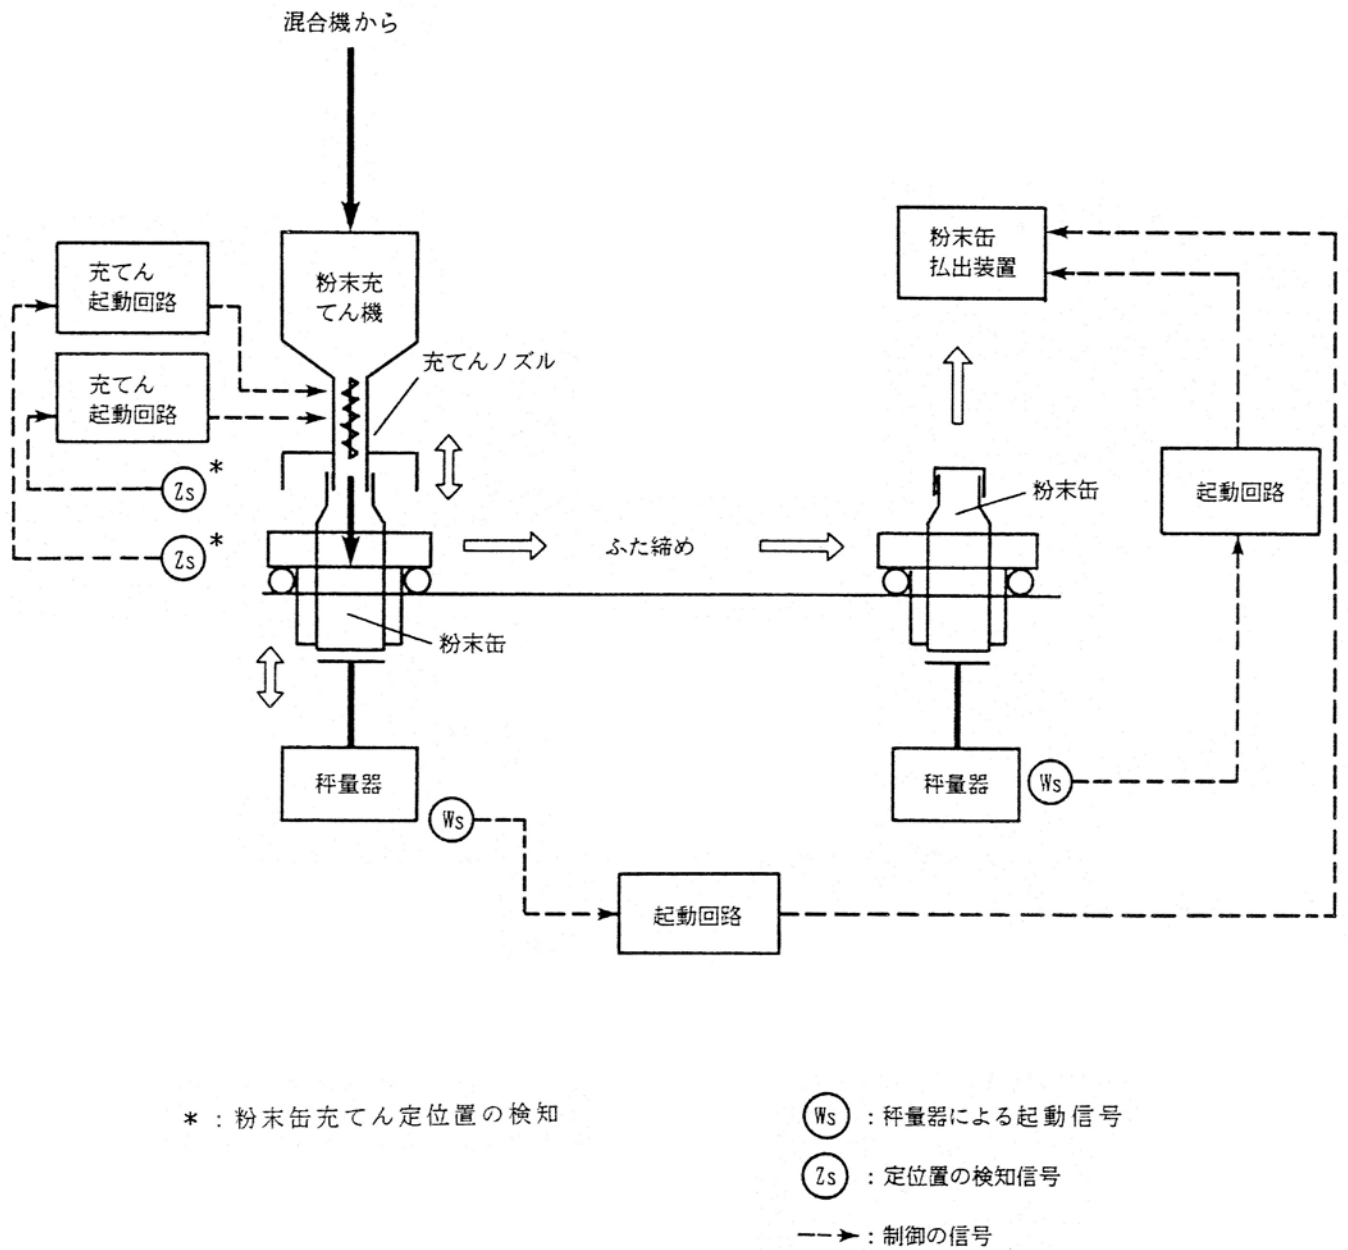 混合機から
粉末充
てん機
充てん
起動回路
充てん
起動回路
充てんノズル
Zs*
Zs*
粉末缶
払出装置
粉末缶
起動回路
ふた締め
粉末缶
秤量器
Ws
秤量器
Ws
起動回路
*:粉末缶充てん定位置の検知
Ws:秤量器による起動信号
Zs:定位置の検知信号
:制御の信号